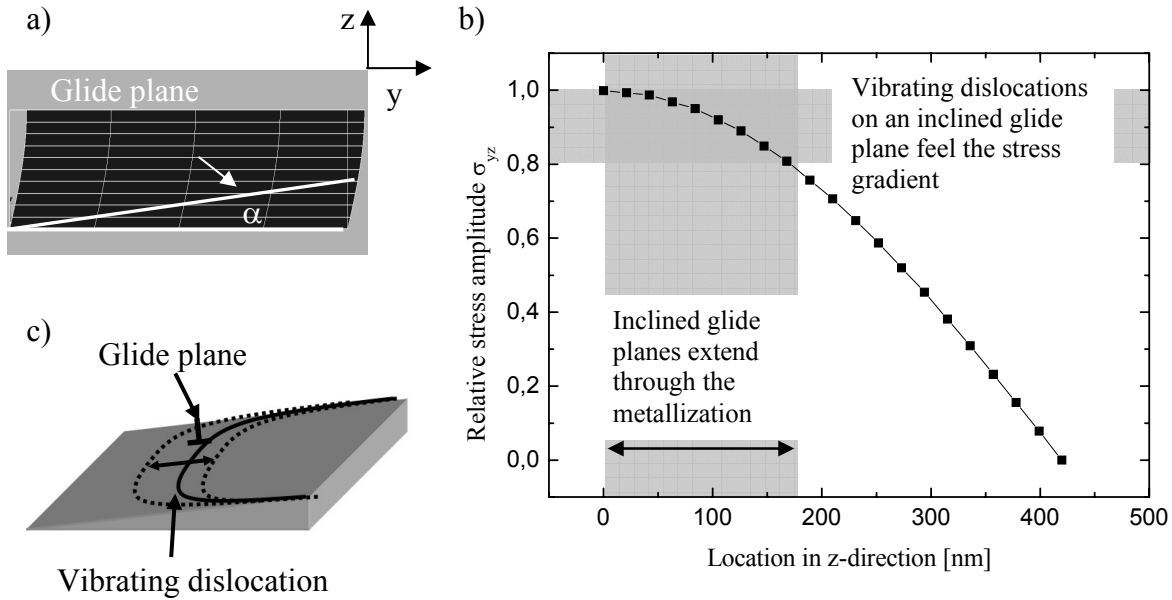 a)
z
y
Glide plane
α
b)
Relative stress amplitude σyz
1,0
0,8
0,6
0,4
0,2
0,0
Vibrating dislocations
on an inclined glide
plane feel the stress
gradient
Inclined glide
planes extend
through the
metallization
0
100
200
300
400
500
Location in z-direction [nm]
c)
Glide plane
Vibrating dislocation